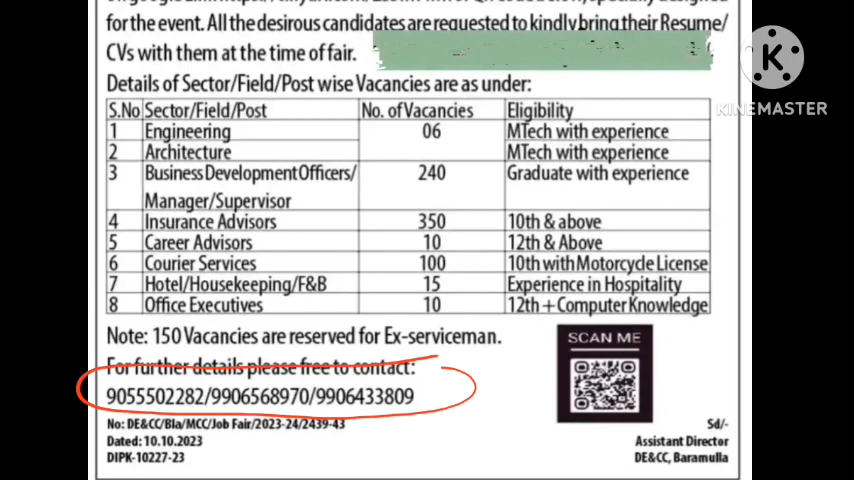 for the event. All the desirous candidates are requested to kindly bring their Resume/
CVs with them at the time of fair.
Details of Sector/Field/Post wise Vacancies are as under:
S.No Sector/Field/Post No. of Vacancies Eligibility
1 Engineering 06 MTech with experience
2 Architecture MTech with experience
3 Business Development Officers/ 240 Graduate with experience
Manager/Supervisor
4 Insurance Advisors 350 10th & above
5 Career Advisors 10 12th & Above
6 Courier Services 100 10th with Motorcycle License
7 Hotel/Housekeeping/F&B 15 Experience in Hospitality
8 Office Executives 10 12th + Computer Knowledge
Note: 150 Vacancies are reserved for Ex-serviceman.
For further details please free to contact:
9055502282/9906568970/9906433809
No: DE&CC/Bla/MCC/Job Fair/2023-24/2439-43
Dated: 10.10.2023
DIPK-10227-23
SCAN ME
Sd/-
Assistant Director
DE&CC, Baramulla
K
KINEMASTER